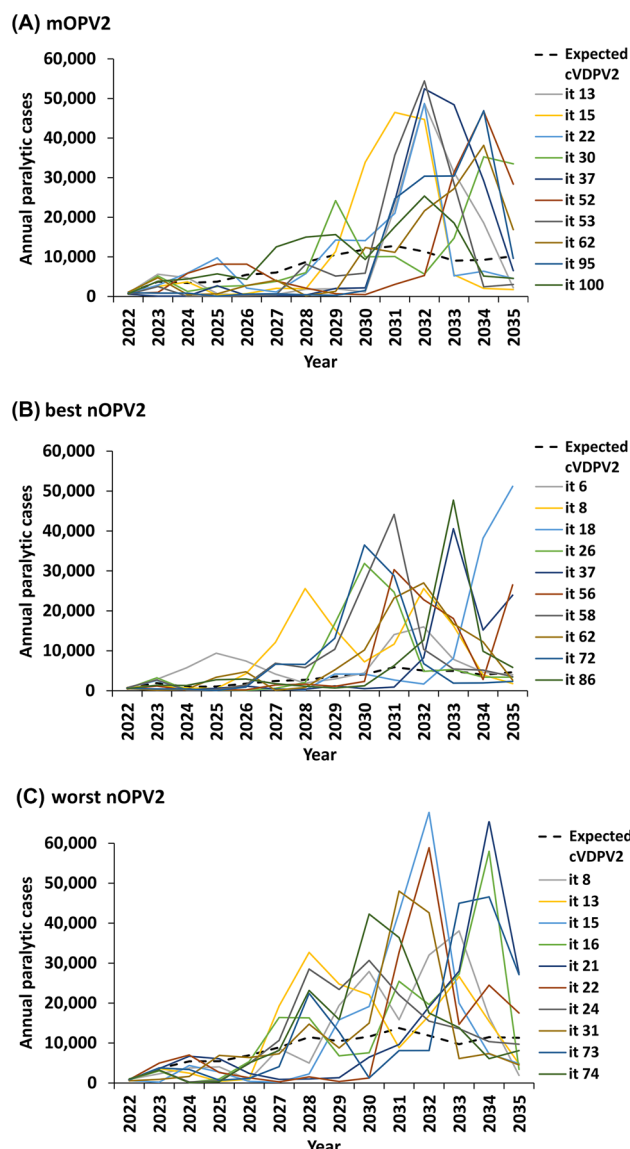 (A) mOPV2
Annual paralytic cases
60,000
50,000
40,000
30,000
20,000
10,000
0
2022
2023
2024
2025
2026
2027
2028
2029
2030
2031
2032
2033
2034
2035
Year
Expected
cVDPV2
it 13
it 15
it 22
it 30
it 37
it 52
it 53
it 62
it 95
it 100
(B) best nOPV2
Annual paralytic cases
60,000
50,000
40,000
30,000
20,000
10,000
0
2022
2023
2024
2025
2026
2027
2028
2029
2030
2031
2032
2033
2034
2035
Year
Expected
cVDPV2
it 6
it 8
it 18
it 26
it 37
it 56
it 58
it 62
it 72
it 86
(C) worst nOPV2
Annual paralytic cases
60,000
50,000
40,000
30,000
20,000
10,000
0
2022
2023
2024
2025
2026
2027
2028
2029
2030
2031
2032
2033
2034
2035
Year
Expected
cVDPV2
it 8
it 13
it 15
it 16
it 21
it 22
it 24
it 31
it 73
it 74